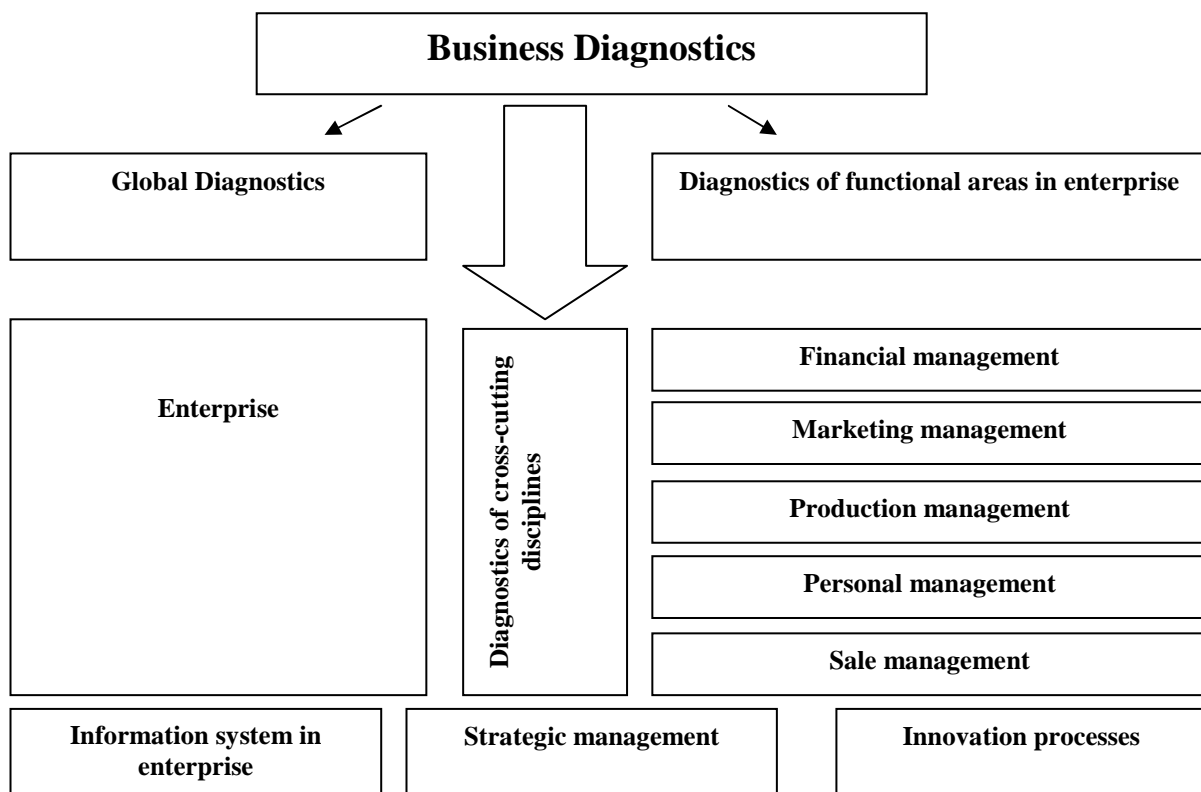 Business Diagnostics
Global Diagnostics
Diagnostics of functional areas in enterprise
Enterprise
Diagnostics of cross-cutting
disciplines
Financial management
Marketing management
Production management
Personal management
Sale management
Information system in
enterprise
Strategic management
Innovation processes